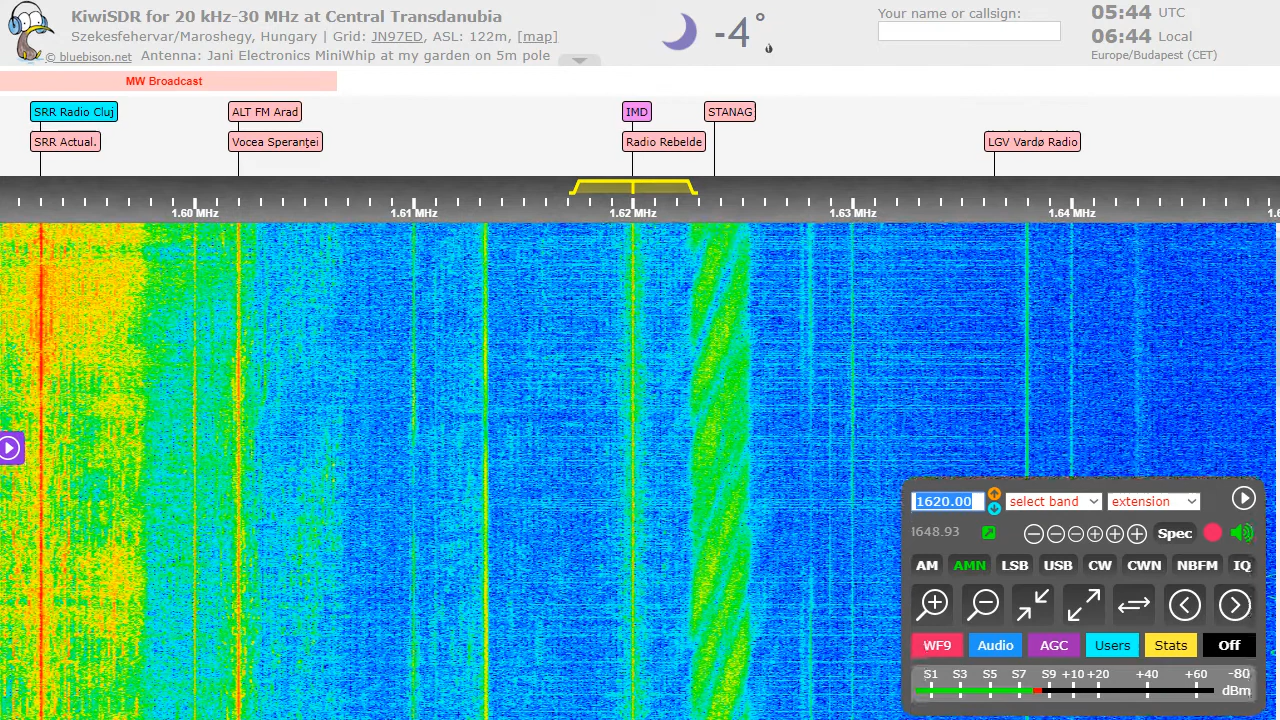 KiwiSDR for 20 kHz-30 MHz at Central Transdanubia
Szekesfehervar/Maroshegy, Hungary | Grid: JN97ED, ASL: 122m, [map]
© bluebison.net Antenna: Jani Electronics MiniWhip at my garden on 5m pole
-4°
Your name or callsign:
05:44 UTC
06:44 Local
Europe/Budapest (CET)
MW Broadcast
SRR Radio Cluj ALT FM Arad IMD STANAG
SRR Actual. Vocea Speranței Radio Rebelde LGV Vardø Radio
1.60 MHz 1.61 MHz 1.62 MHz 1.63 MHz 1.64 MHz
1620.00 select band extension
1648.93 Spec
AM AMN LSB USB CW CWN NBFM IQ
WF9 Audio AGC Users Stats Off
S1 S3 S5 S7 S9 +10 +20 +40 +60 -80
dBm